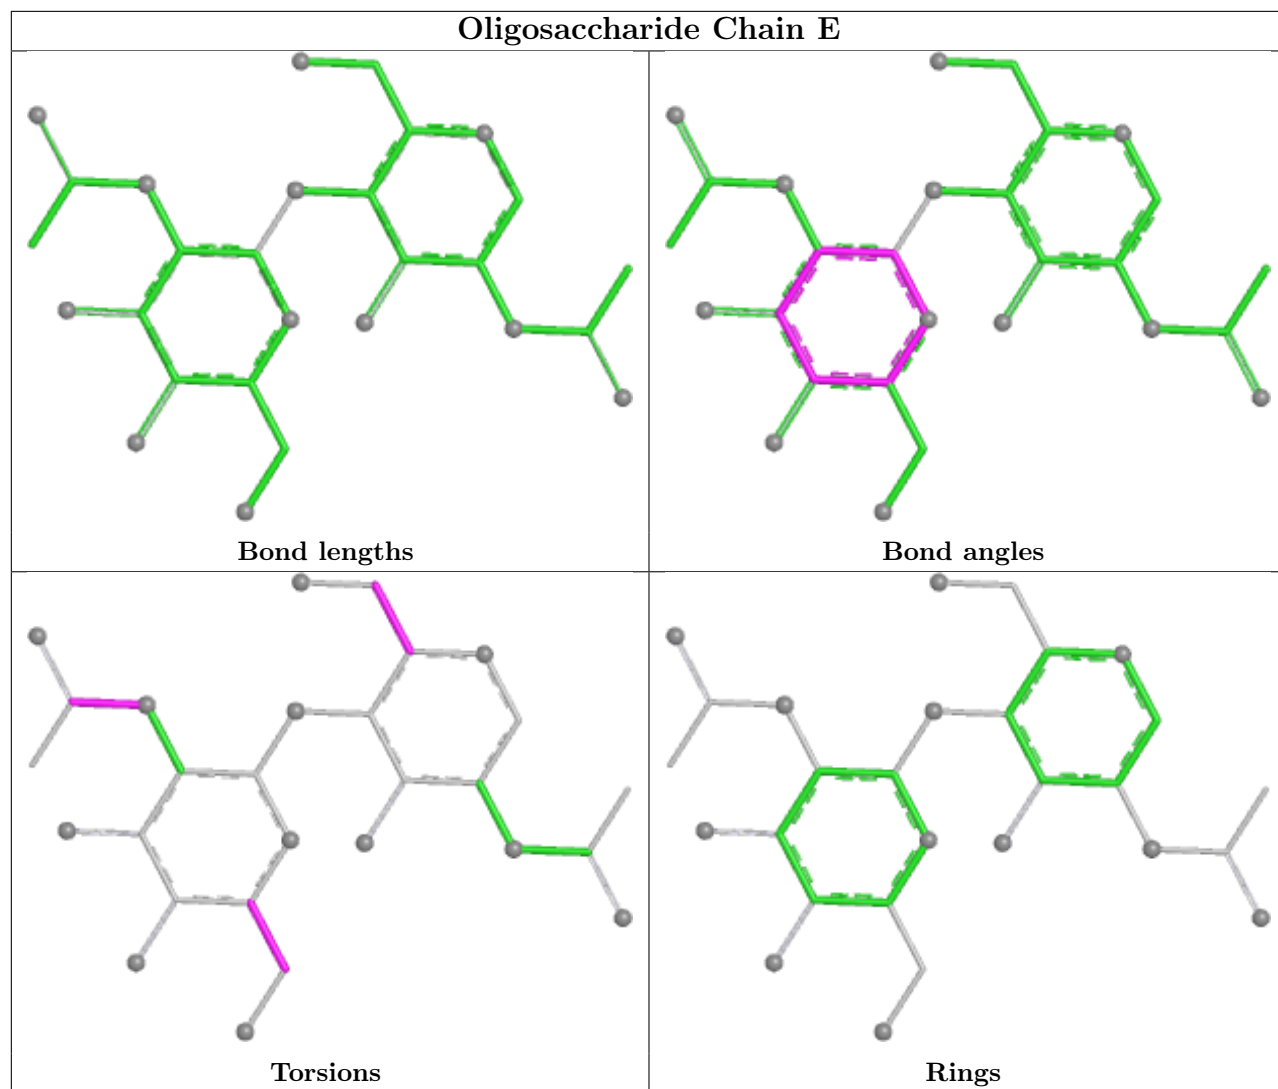 Oligosaccharide Chain E
Bond lengths
Bond angles
Torsions
Rings